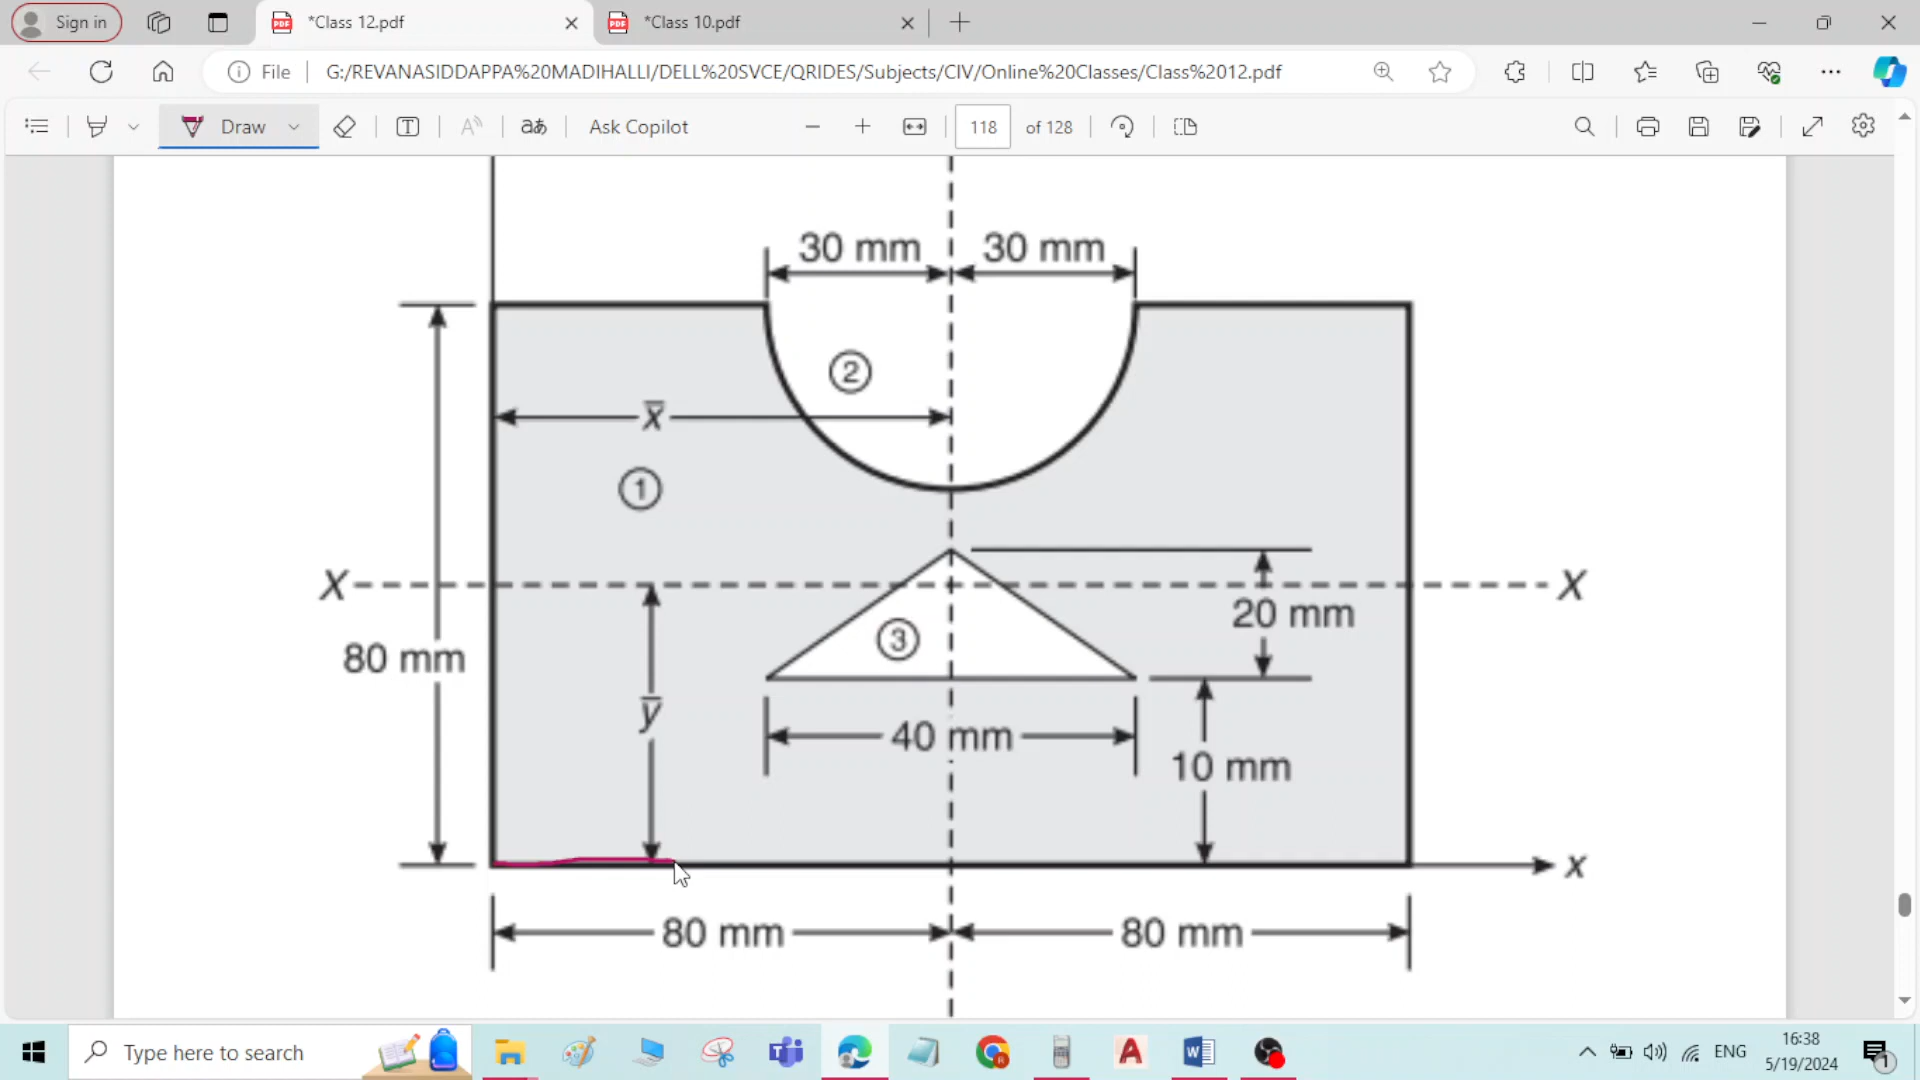 Sign in
*Class 12.pdf
*Class 10.pdf
File
G:/REVANASIDDAPPA%20MADIHALLI/DELL%20SVCE/QRIDES/Subjects/CIV/Online%20Classes/Class%2012.pdf
Draw
Ask Copilot
118 of 128
30 mm 30 mm
②
x̅
①
X X
20 mm
③
80 mm
y̅
40 mm
10 mm
x
80 mm 80 mm
Type here to search
ENG
16:38
5/19/2024
1